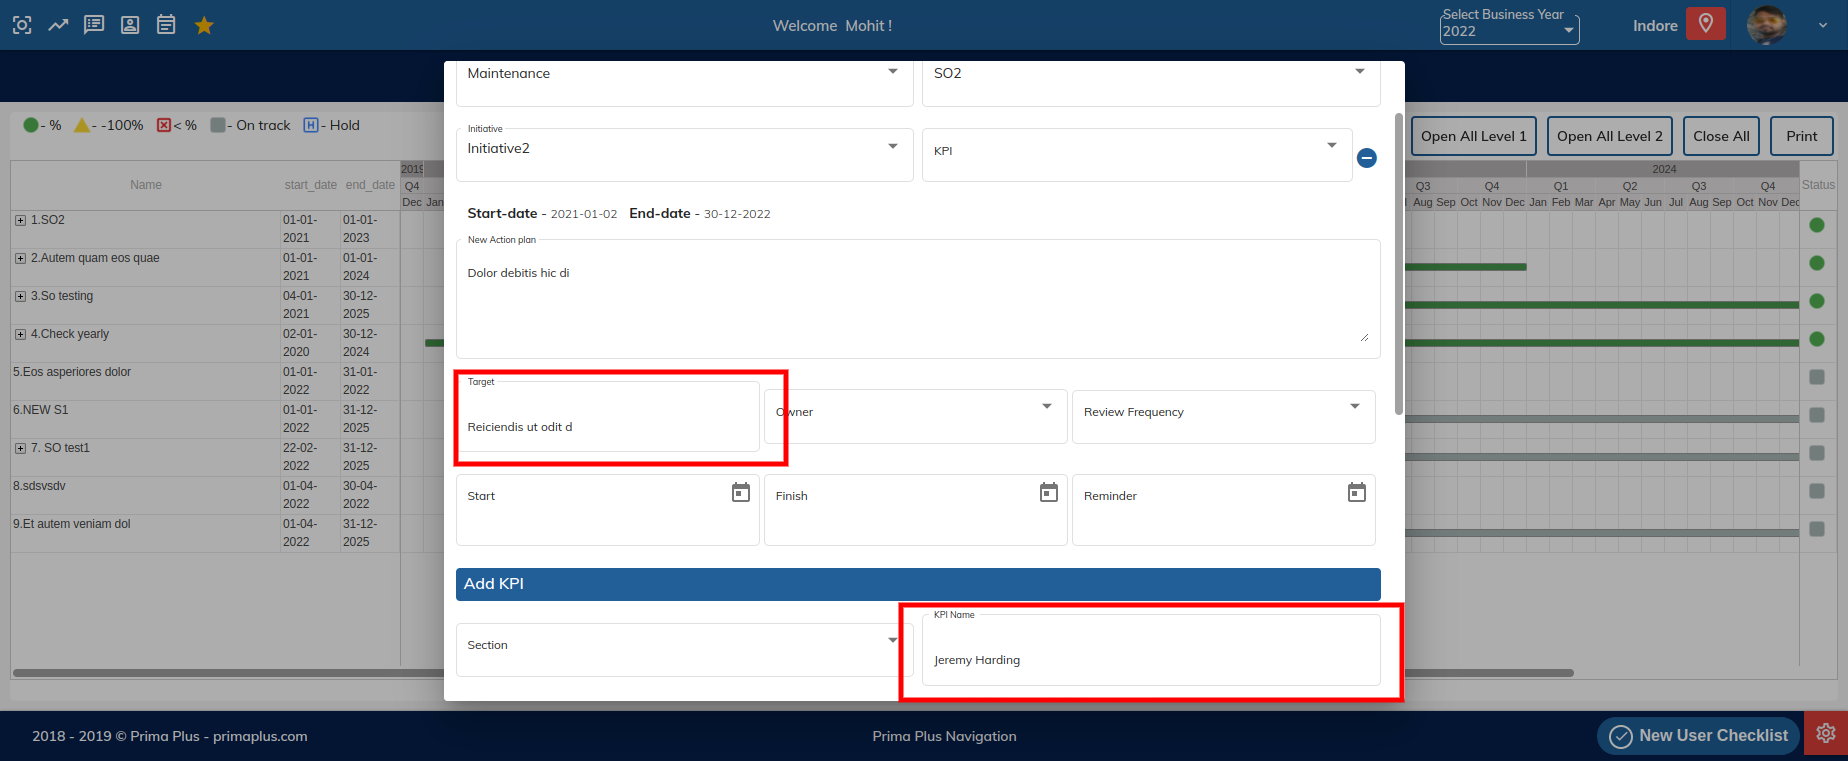 Welcome Mohit !
Select Business Year
2022
Indore
Maintenance
SO2
- % - -100% < % - On track H - Hold
Open All Level 1
Open All Level 2
Close All
Print
Initiative
Initiative2
KPI
Name start_date end_date
2019
Q4
Dec Jan
2024
Q3 Q4 Q1 Q2 Q3 Q4
Aug Sep Oct Nov Dec Jan Feb Mar Apr May Jun Jul Aug Sep Oct Nov Dec
Status
1.SO2 01-01-2021 01-01-2023
2.Autem quam eos quae 01-01-2021 01-01-2024
3.So testing 04-01-2021 30-12-2025
4.Check yearly 02-01-2020 30-12-2024
5.Eos asperiores dolor 01-01-2022 31-01-2022
6.NEW S1 01-01-2022 31-12-2025
7. SO test1 22-02-2022 31-12-2025
8.sdsvsdv 01-04-2022 30-04-2022
9.Et autem veniam dol 01-04-2022 31-12-2025
Start-date - 2021-01-02 End-date - 30-12-2022
New Action plan
Dolor debitis hic di
Target
Reiciendis ut odit d
Owner
Review Frequency
Start
Finish
Reminder
Add KPI
Section
KPI Name
Jeremy Harding
2018 - 2019 © Prima Plus - primaplus.com
Prima Plus Navigation
New User Checklist